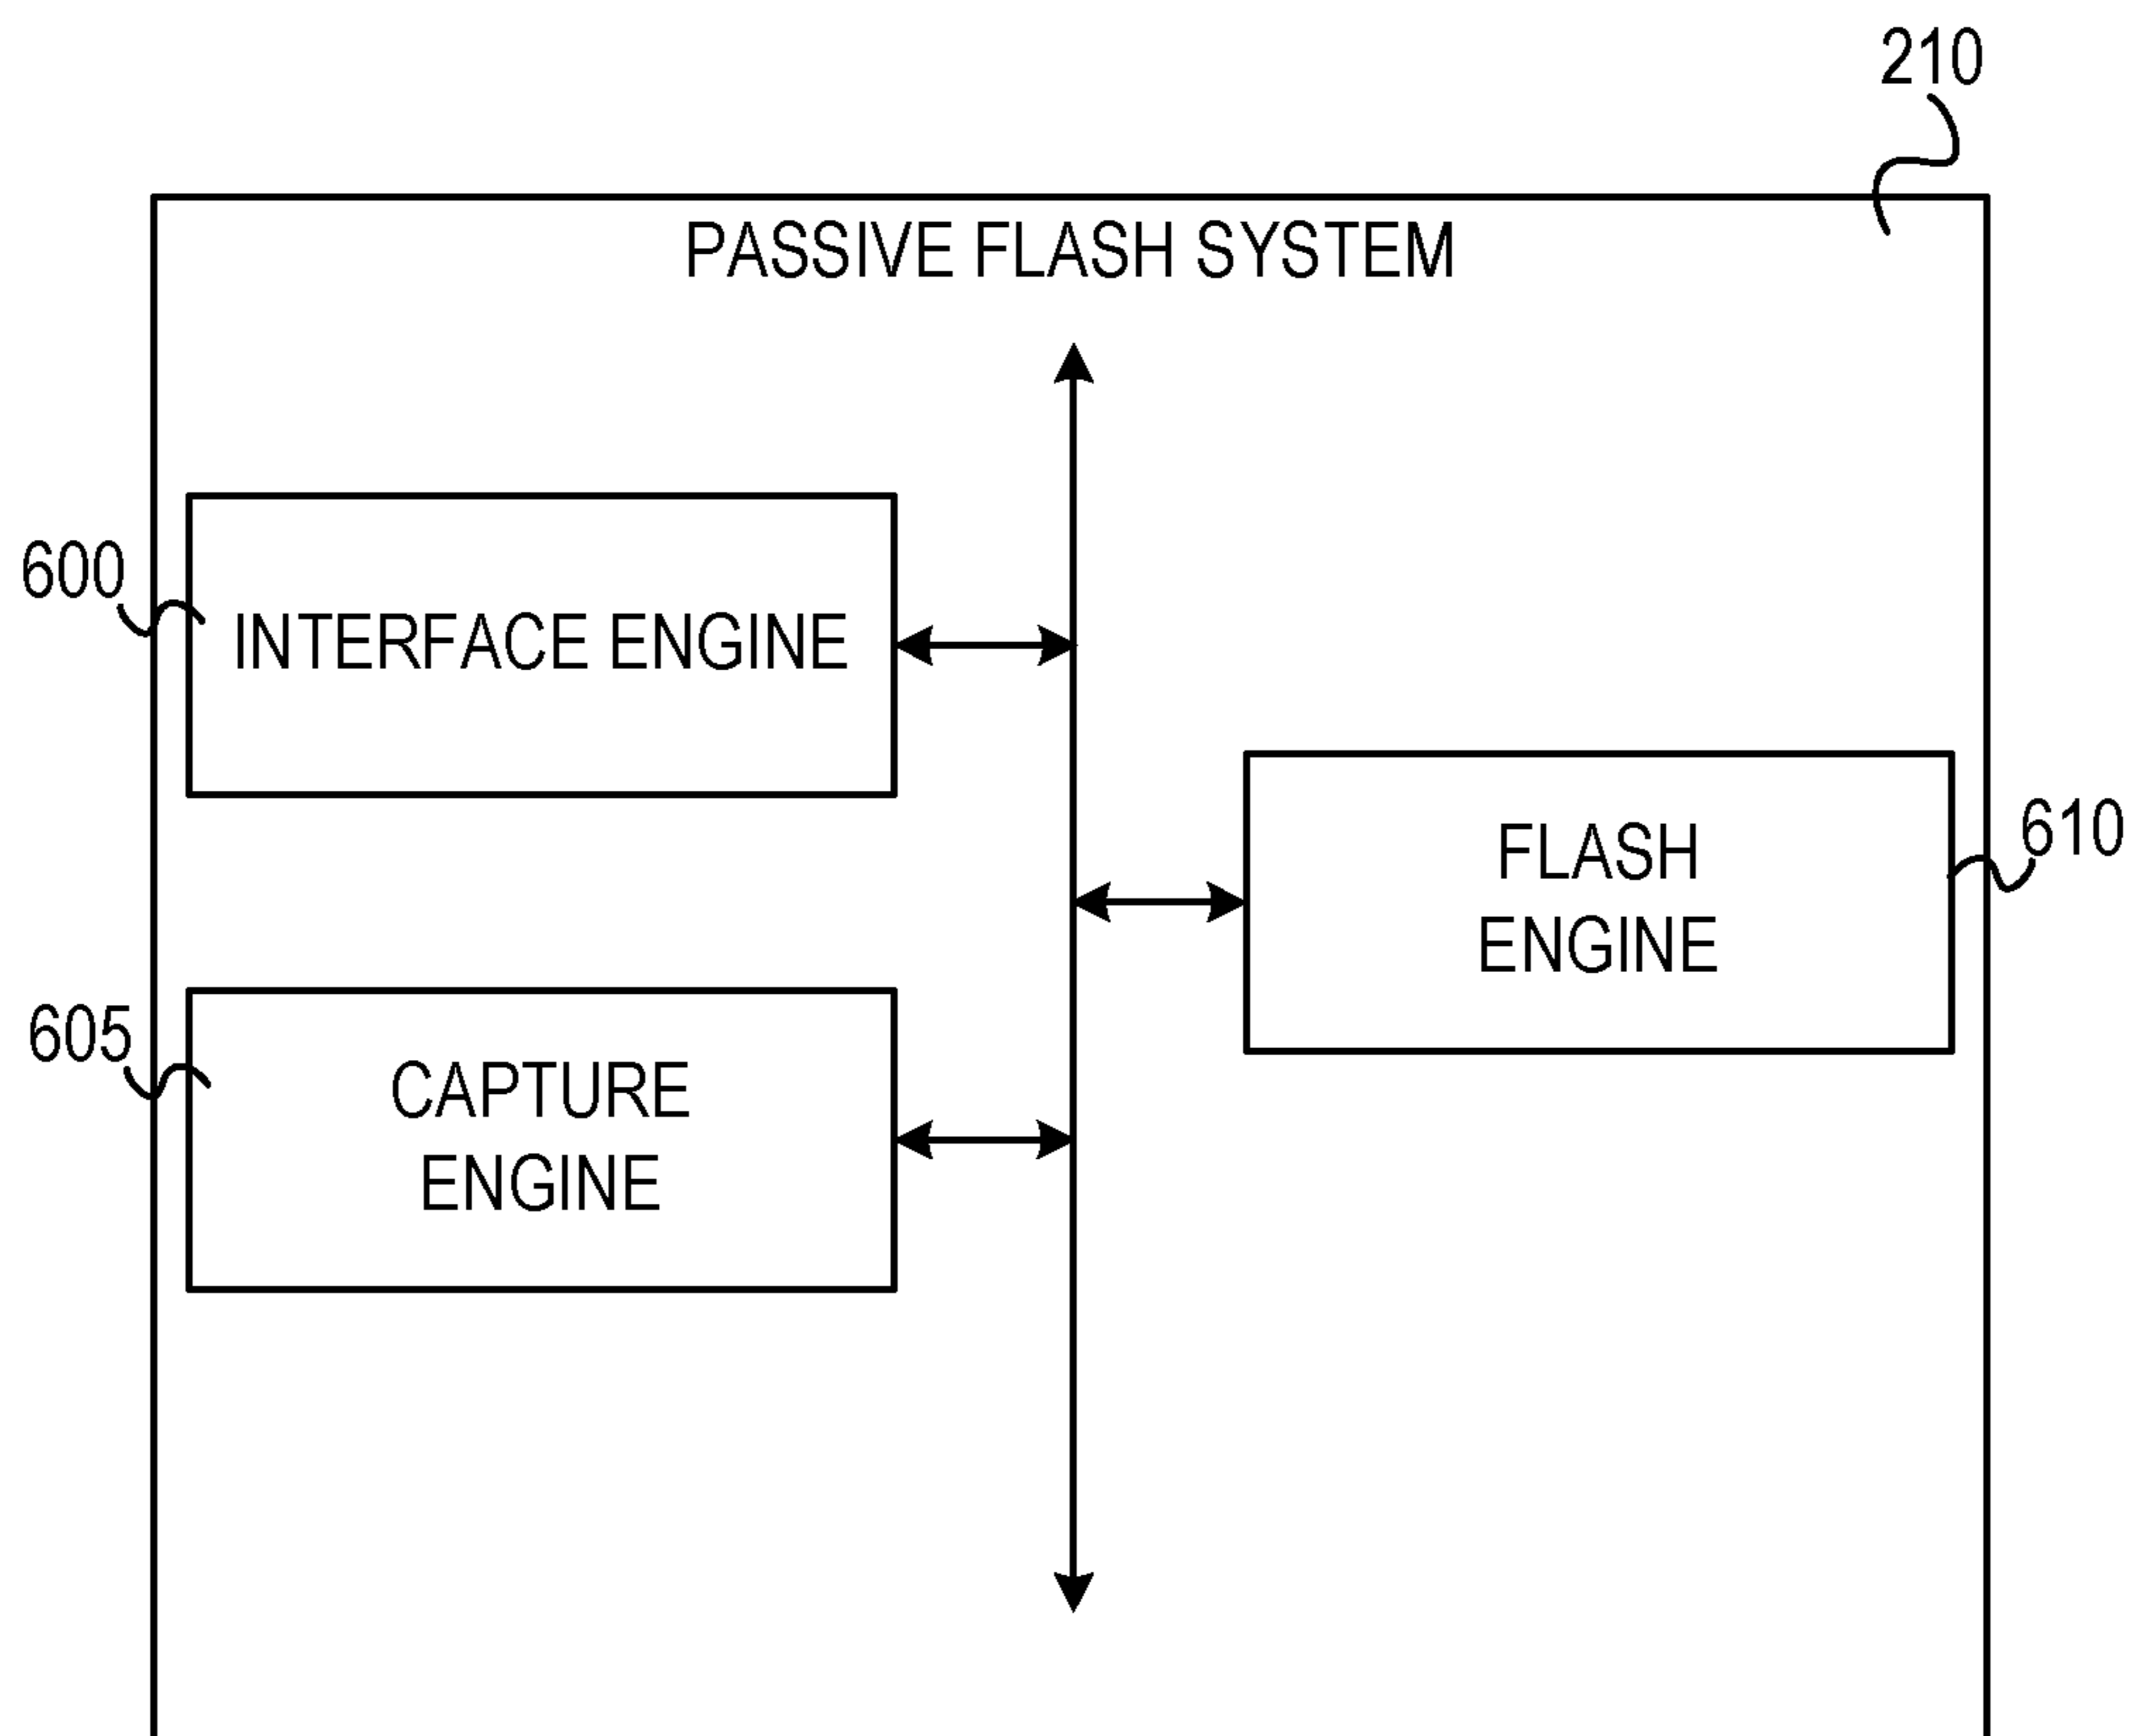 210
PASSIVE FLASH SYSTEM
600
INTERFACE ENGINE
FLASH
ENGINE
610
605
CAPTURE
ENGINE